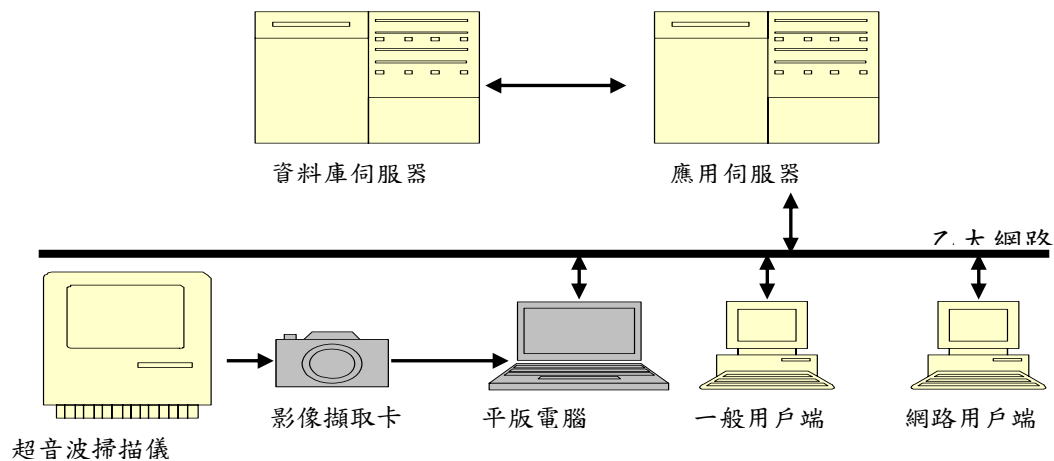 資料庫伺服器
應用伺服器
乙太網路
影像擷取卡
平版電腦
一般用戶端
網路用戶端
超音波掃描儀